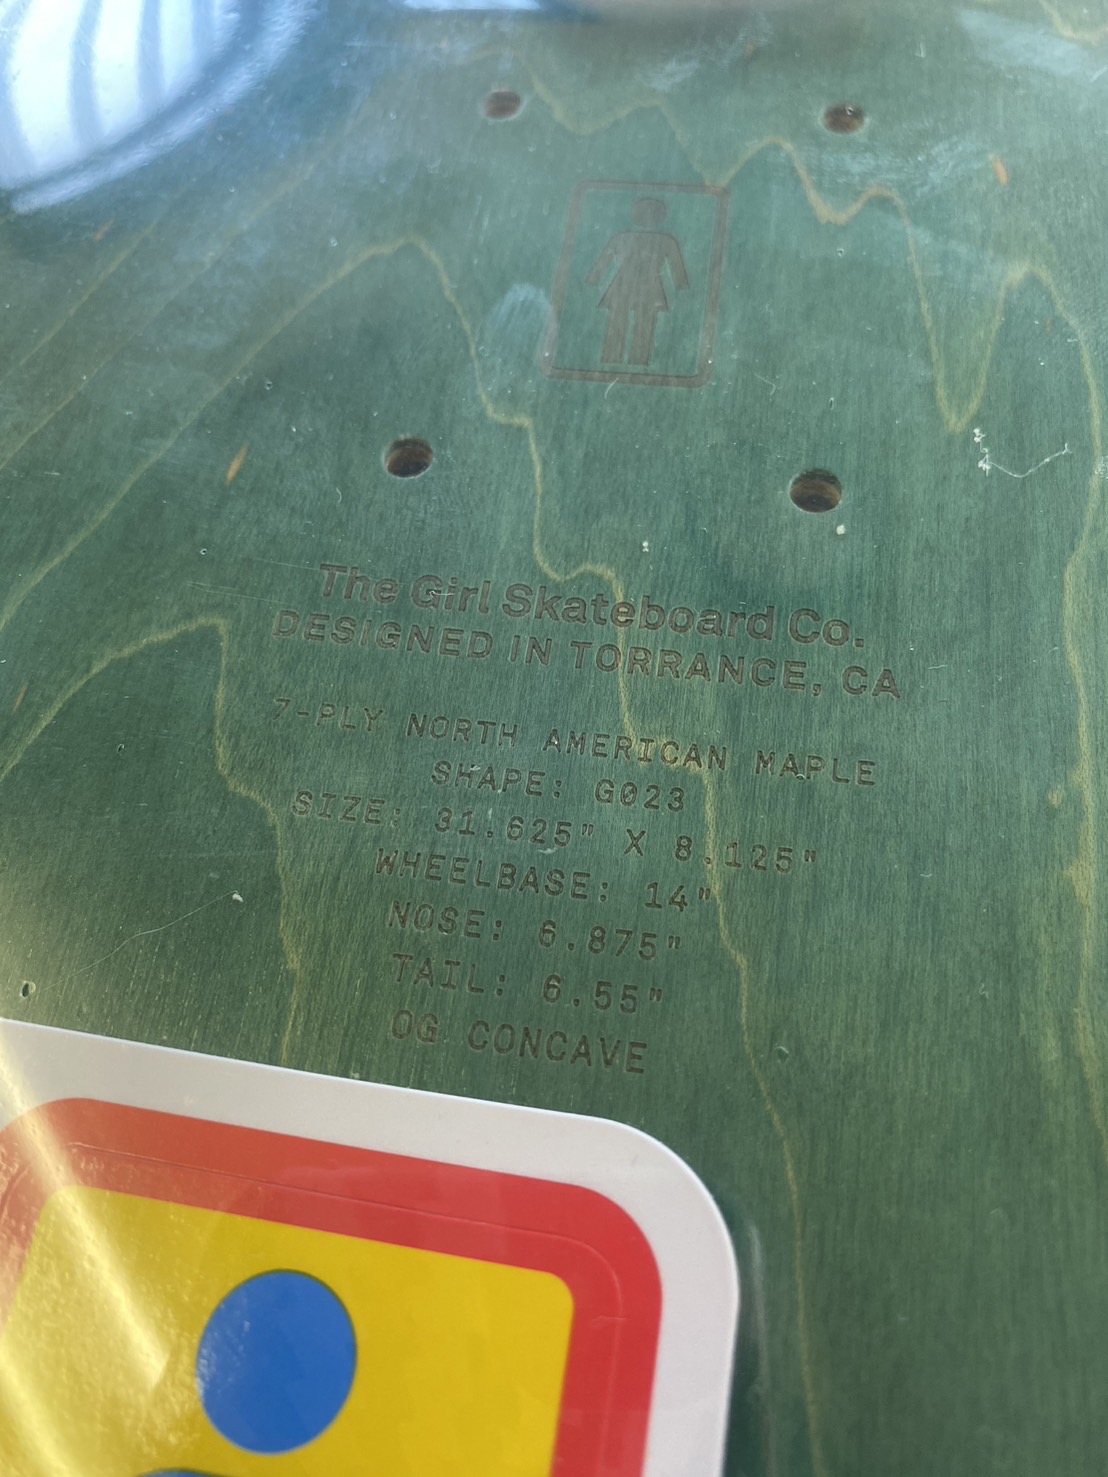 The Girl Skateboard Co.
DESIGNED IN TORRANCE, CA
7-PLY NORTH AMERICAN MAPLE
SHAPE: G023
SIZE: 31.625" X 8.125"
WHEELBASE: 14"
NOSE: 6.875"
TAIL: 6.55"
OG CONCAVE